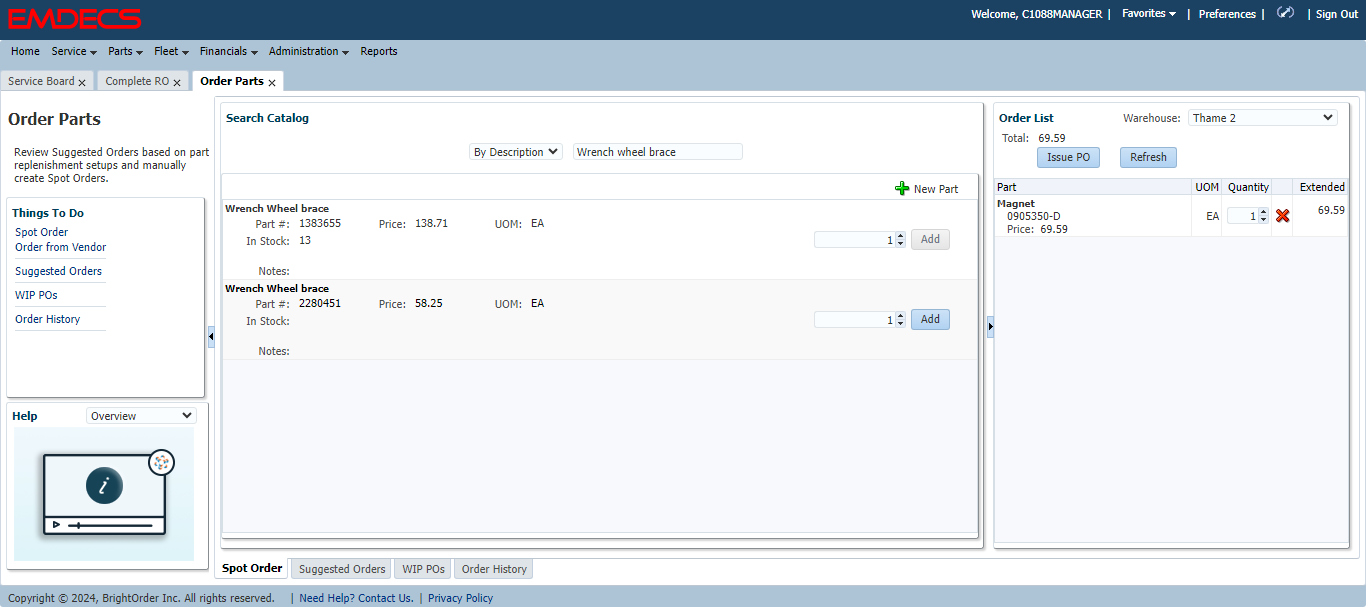 EMDECS
Welcome, C1088MANAGER | Favorites | Preferences | | Sign Out
Home Service Parts Fleet Financials Administration Reports
Service Board x Complete RO x Order Parts x
Order Parts
Review Suggested Orders based on part
replenishment setups and manually
create Spot Orders.
Things To Do
Spot Order
Order from Vendor
Suggested Orders
WIP POs
Order History
Help Overview
i
Search Catalog
By Description Wrench wheel brace
New Part
Wrench Wheel brace
Part #: 1383655 Price: 138.71 UOM: EA
In Stock: 13 1 Add
Notes:
Wrench Wheel brace
Part #: 2280451 Price: 58.25 UOM: EA
In Stock: 1 Add
Notes:
Order List Warehouse: Thame 2
Total: 69.59
Issue PO Refresh
Part UOM Quantity Extended
Magnet
0905350-D EA 1 69.59
Price: 69.59
Spot Order Suggested Orders WIP POs Order History
Copyright © 2024, BrightOrder Inc. All rights reserved. | Need Help? Contact Us. | Privacy Policy